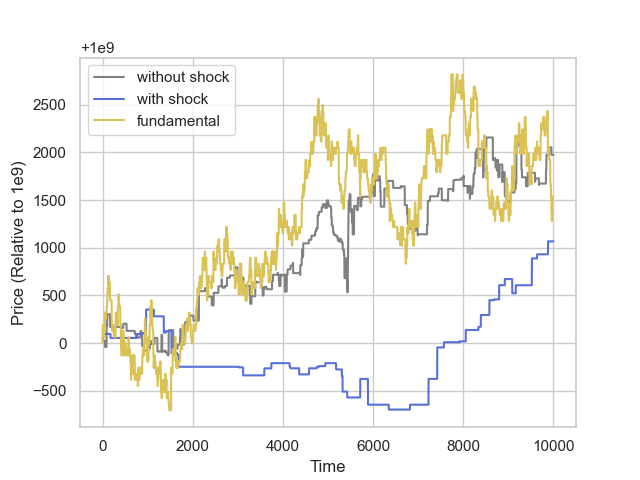 +1e9
without shock
with shock
fundamental
2500
2000
1500
1000
500
0
−500
Price (Relative to 1e9)
0 2000 4000 6000 8000 10000
Time